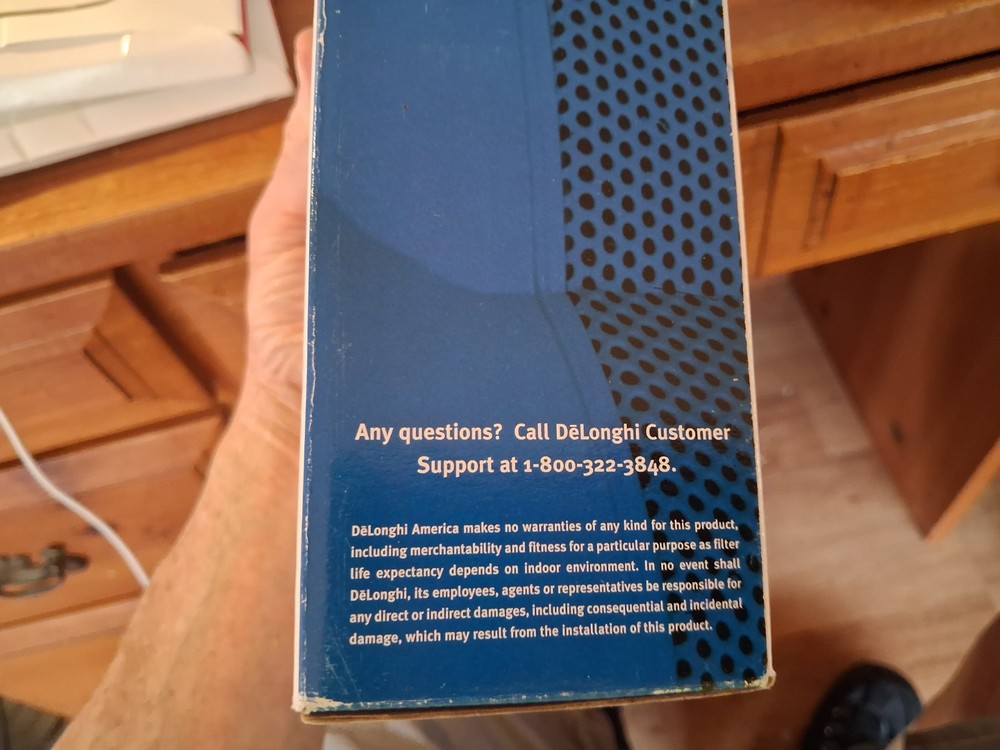 Any questions? Call DēLonghi Customer
Support at 1-800-322-3848.
DēLonghi America makes no warranties of any kind for this product,
including merchantability and fitness for a particular purpose as filter
life expectancy depends on indoor environment. In no event shall
DēLonghi, its employees, agents or representatives be responsible for
any direct or indirect damages, including consequential and incidental
damage, which may result from the installation of this product.